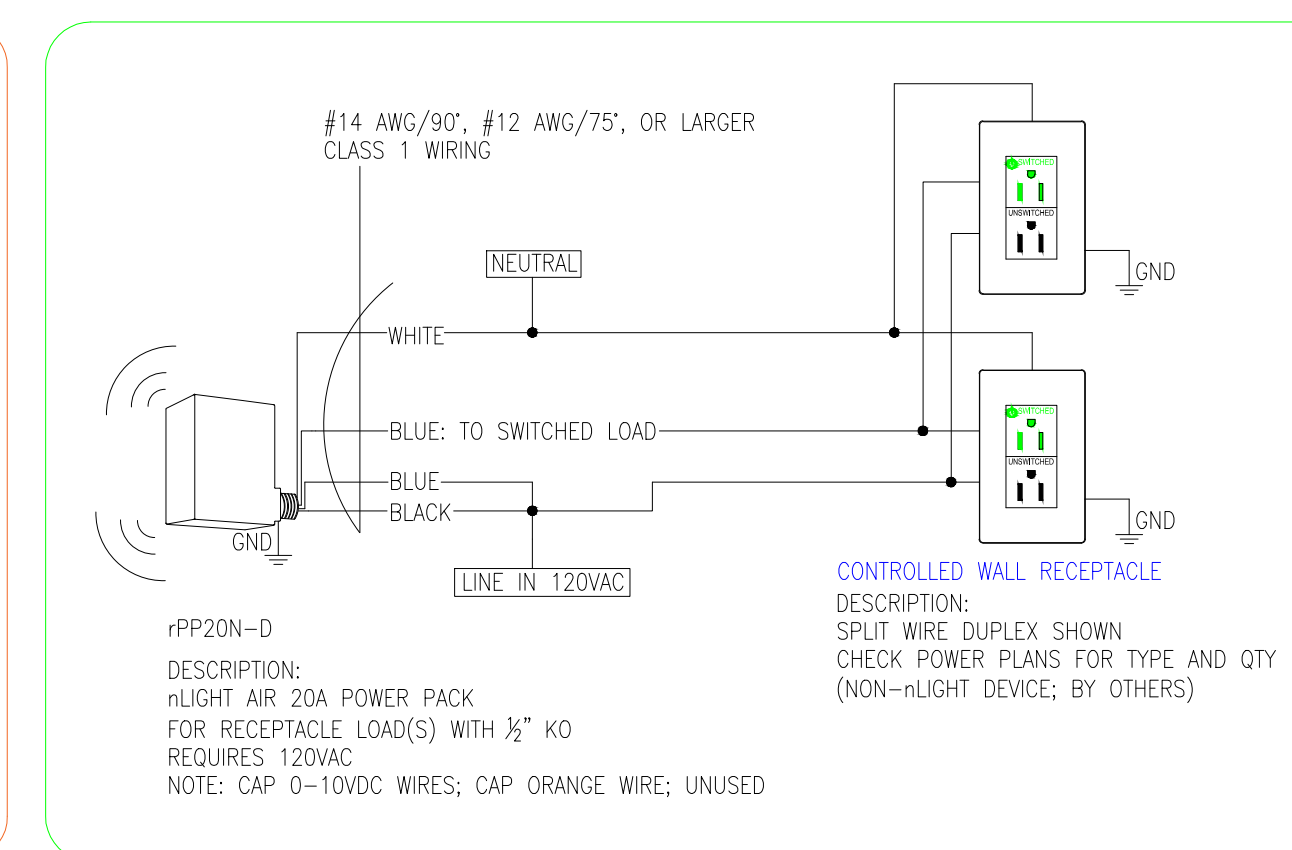 #14 AWG/90°, #12 AWG/75°, OR LARGER
CLASS 1 WIRING
NEUTRAL
WHITE
BLUE: TO SWITCHED LOAD
BLUE
BLACK
GND
LINE IN 120VAC
SWITCHED
UNSWITCHED
GND
SWITCHED
UNSWITCHED
GND
rPP20N-D
DESCRIPTION:
nLIGHT AIR 20A POWER PACK
FOR RECEPTACLE LOAD(S) WITH ½" KO
REQUIRES 120VAC
NOTE: CAP 0-10VDC WIRES; CAP ORANGE WIRE; UNUSED
CONTROLLED WALL RECEPTACLE
DESCRIPTION:
SPLIT WIRE DUPLEX SHOWN
CHECK POWER PLANS FOR TYPE AND QTY
(NON-nLIGHT DEVICE; BY OTHERS)